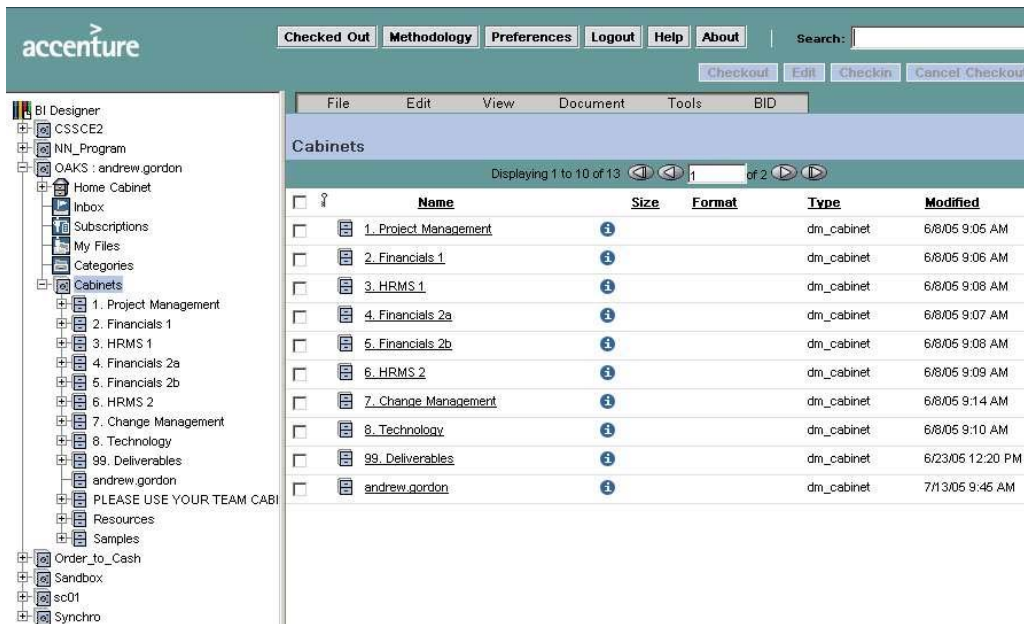 accenture
Checked Out Methodology Preferences Logout Help About Search:
Checkout Edit Checkin Cancel Checkout
File Edit View Document Tools BID
Cabinets
Displaying 1 to 10 of 13 1 of 2
Name Size Format Type Modified
1. Project Management dm_cabinet 6/8/05 9:05 AM
2. Financials 1 dm_cabinet 6/8/05 9:06 AM
3. HRMS 1 dm_cabinet 6/8/05 9:08 AM
4. Financials 2a dm_cabinet 6/8/05 9:07 AM
5. Financials 2b dm_cabinet 6/8/05 9:08 AM
6. HRMS 2 dm_cabinet 6/8/05 9:09 AM
7. Change Management dm_cabinet 6/8/05 9:14 AM
8. Technology dm_cabinet 6/8/05 9:10 AM
99. Deliverables dm_cabinet 6/23/05 12:20 PM
andrew.gordon dm_cabinet 7/13/05 9:45 AM
BI Designer
CSSCE2
NN_Program
OAKS : andrew.gordon
Home Cabinet
Inbox
Subscriptions
My Files
Categories
Cabinets
1. Project Management
2. Financials 1
3. HRMS 1
4. Financials 2a
5. Financials 2b
6. HRMS 2
7. Change Management
8. Technology
99. Deliverables
andrew.gordon
PLEASE USE YOUR TEAM CABI
Resources
Samples
Order_to_Cash
Sandbox
sc01
Synchro